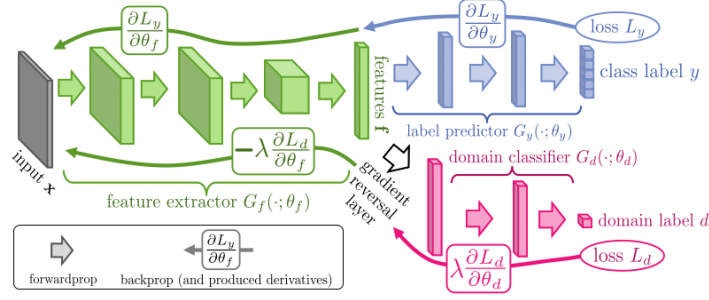 ∂L_y/∂θ_f
∂L_y/∂θ_y
loss L_y
features f
class label y
input x
−λ ∂L_d/∂θ_f
label predictor G_y(·;θ_y)
gradient
reversal
layer
domain classifier G_d(·;θ_d)
feature extractor G_f(·;θ_f)
domain label d
∂L_y/∂θ_f
forwardprop
backprop (and produced derivatives)
λ ∂L_d/∂θ_d
loss L_d